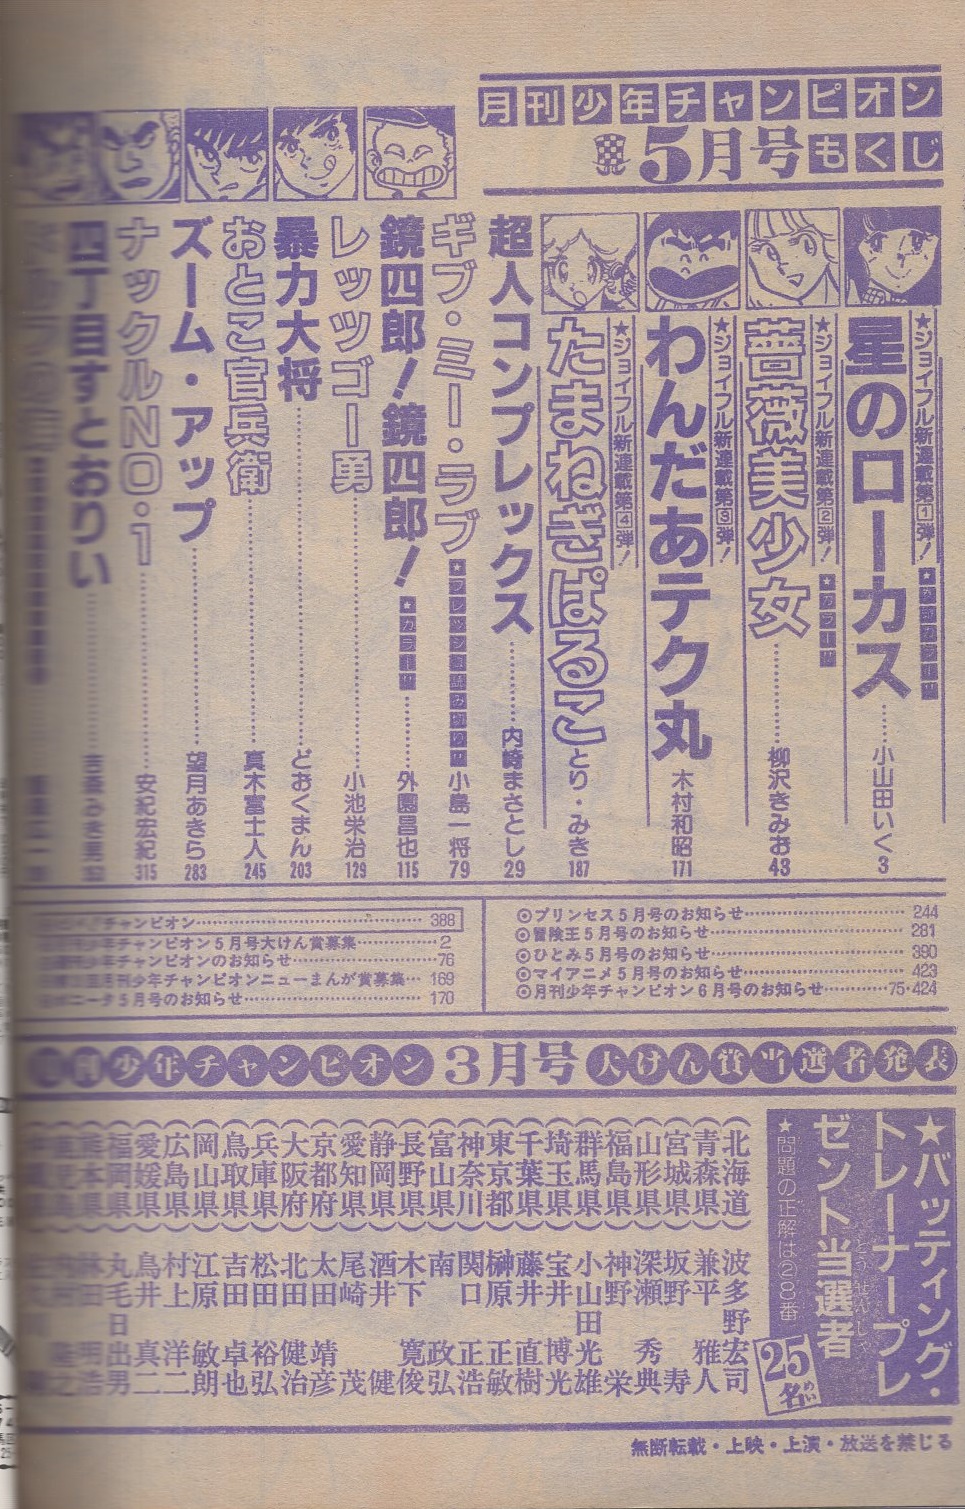 月刊少年チャンピオン
5月号もくじ
★ジョイフル新連載第1弾!
星のローカス……小山田いく 3
★ジョイフル新連載第2弾!
薔薇美少女……柳沢きみお 43
★ジョイフル新連載第3弾!
わんだあテク丸 木村和昭 171
★ジョイフル新連載第4弾!
たまねぎぱるこ とり・みき 187
超人コンプレックス……内崎まさとし 29
ギブ・ミー・ラブ 小島一将 79
鏡四郎!鏡四郎!……外園昌也 115
レッツゴー勇……小池栄治 129
暴力大将……どおくまん 203
おとこ官兵衛……真木富士人 245
ズーム・アップ……望月あきら 283
ナックルNO.1……安紀宏紀 315
四丁目すとおりい……
チャンピオン……388
少年チャンピオン5月号大けん賞募集……2
少年チャンピオンのお知らせ……76
月刊少年チャンピオンニューまんが賞募集…169
ニータ5月号のお知らせ……170
◎プリンセス5月号のお知らせ……244
◎冒険王5月号のお知らせ……281
◎ひとみ5月号のお知らせ……390
◎マイアニメ5月号のお知らせ……423
◎月刊少年チャンピオン6月号のお知らせ……75・424
月刊少年チャンピオン3月号大けん賞当選者発表
★バッティング・
トレーナープレ
ゼント当選者
25名
めい
★問題の正解は②⑧番
(北海道)波多野宏司
(青森県)兼平雅人
(宮城県)坂野寿
(山形県)深瀬秀典
(福島県)神野栄
(群馬県)小山田光雄
(埼玉県)宝井博光
(千葉県)藤井直樹
(東京都)榊原正敏
(神奈川)関口正浩
(富山県)南政弘
(長野県)木下寛俊
(静岡県)酒井健
(愛知県)尾崎茂
(京都府)太田靖彦
(大阪府)北田健治
(兵庫県)松田裕弘
(鳥取県)吉田卓也
(岡山県)江原敏朗
(広島県)村上洋二
(愛媛県)鳥井真二
(福岡県)丸毛日出男
無断転載・上映・上演・放送を禁じる